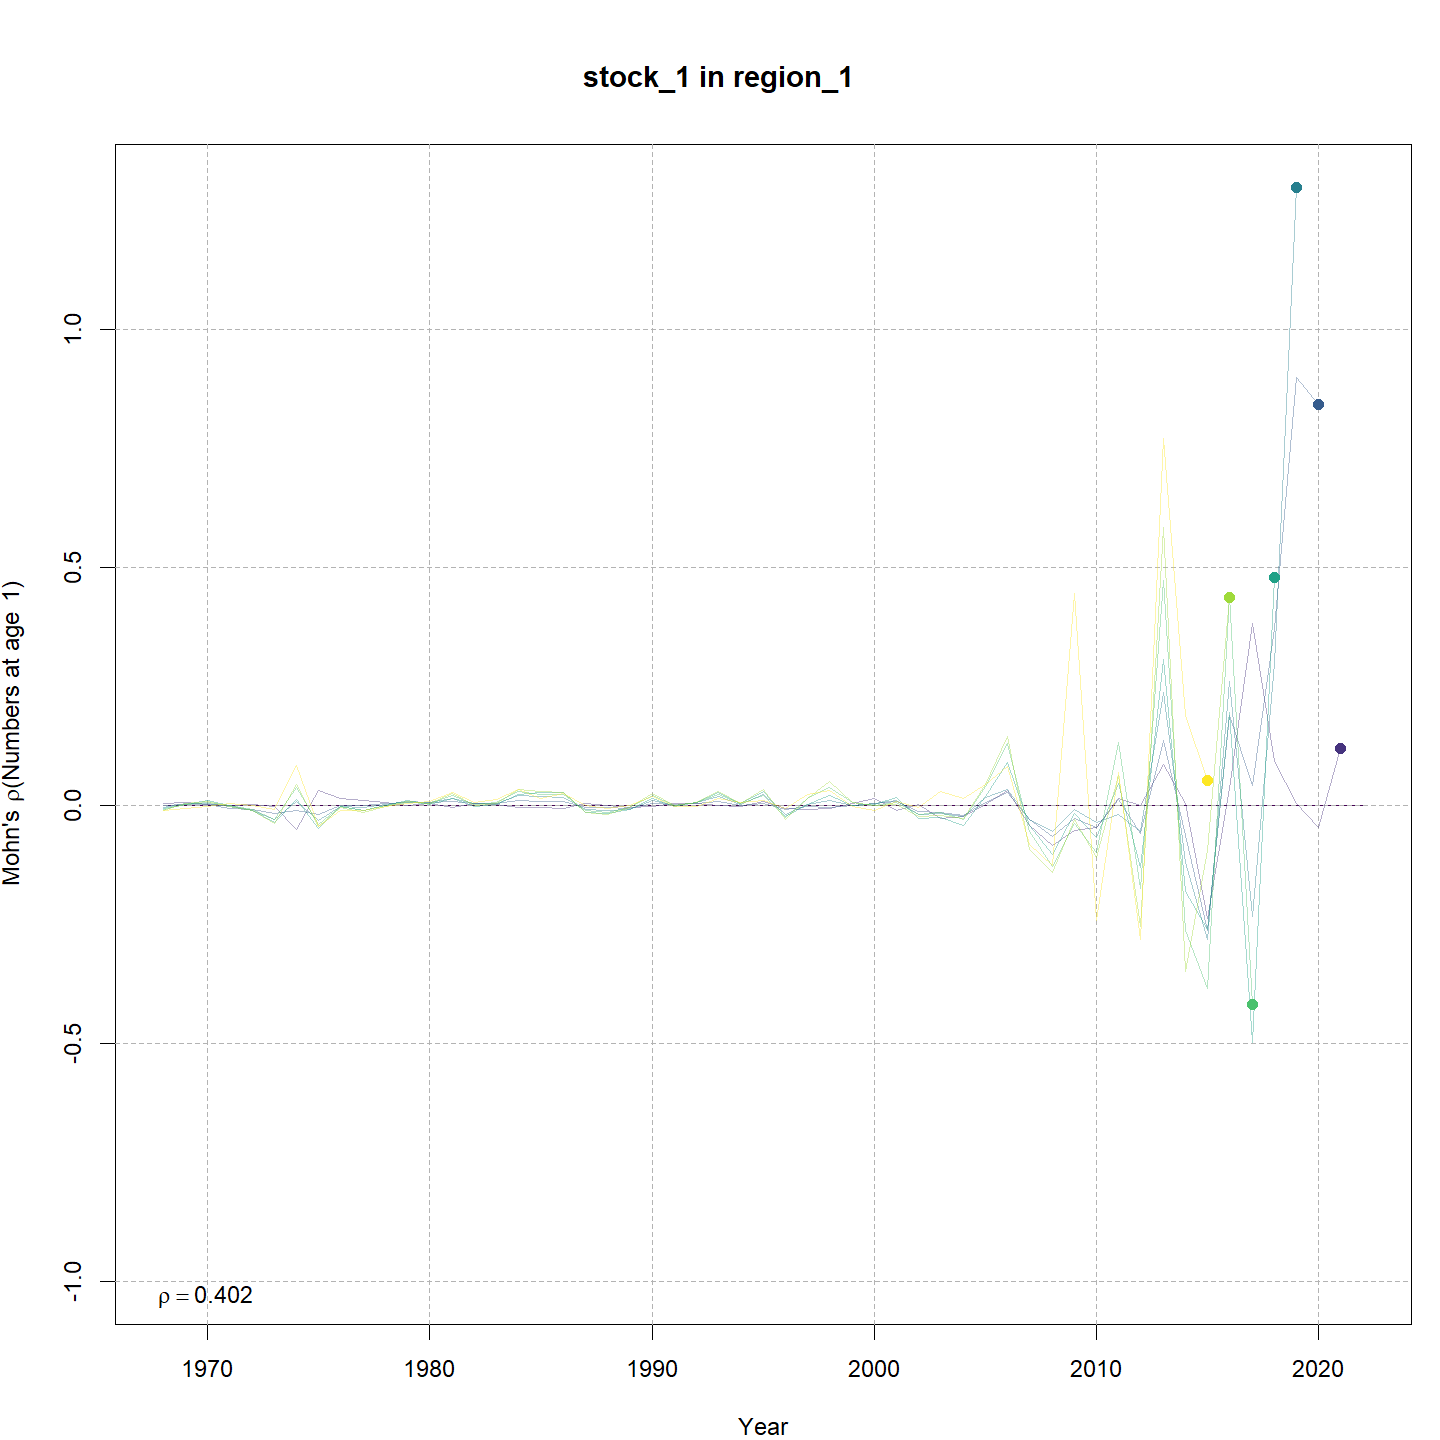 stock_1 in region_1
Mohn's ρ(Numbers at age 1)
1.0
0.5
0.0
-0.5
-1.0
ρ = 0.402
1970 1980 1990 2000 2010 2020
Year